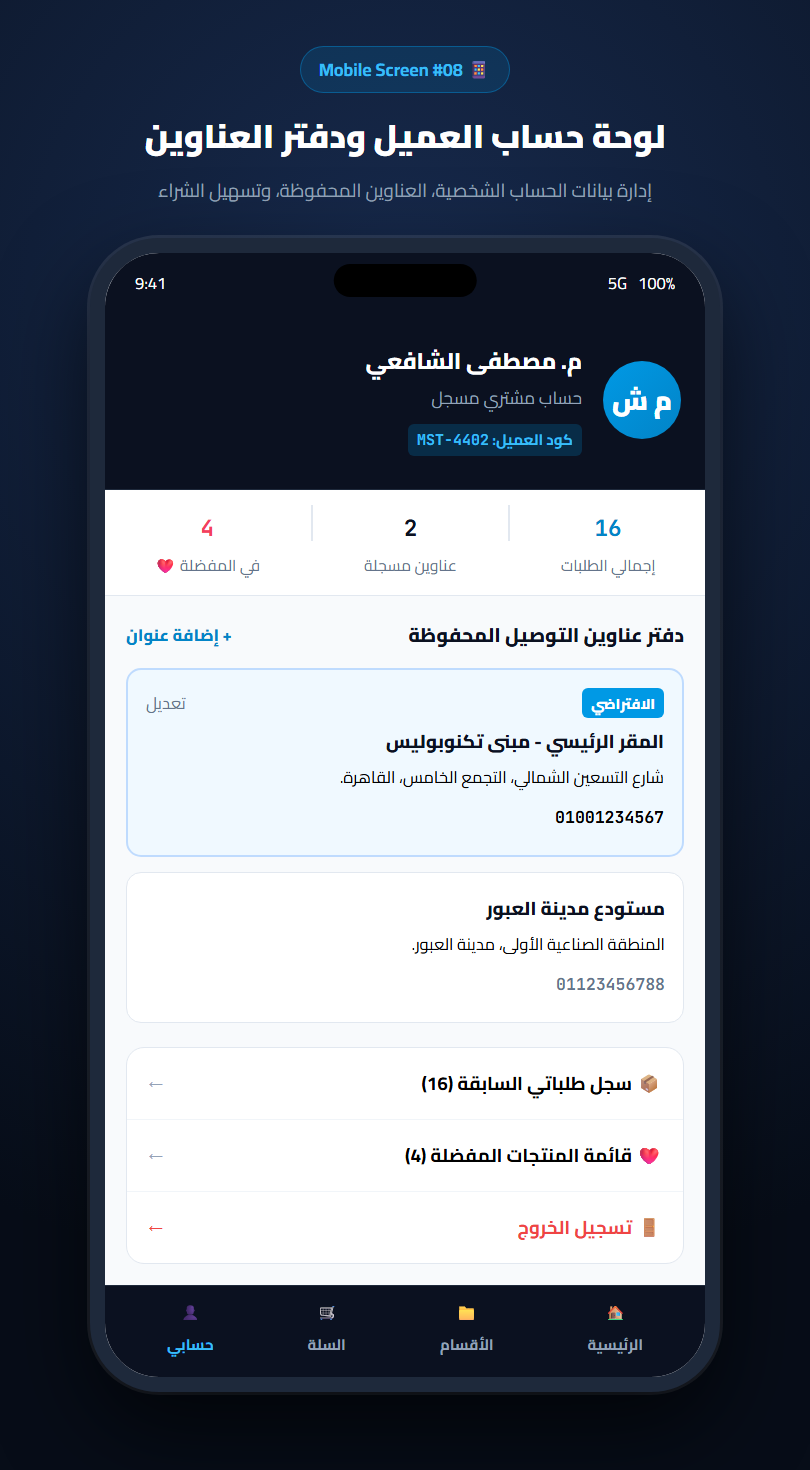 Mobile Screen #08
لوحة حساب العميل ودفتر العناوين
إدارة بيانات الحساب الشخصية، العناوين المحفوظة، وتسهيل الشراء
9:41
5G 100%
م ش
م. مصطفى الشافعي
حساب مشتري مسجل
كود العميل: MST-4402
16
إجمالي الطلبات
2
عناوين مسجلة
4
في المفضلة
دفتر عناوين التوصيل المحفوظة
+ إضافة عنوان
الافتراضي
تعديل
المقر الرئيسي - مبنى تكنوبوليس
شارع التسعين الشمالي، التجمع الخامس، القاهرة.
01001234567
مستودع مدينة العبور
المنطقة الصناعية الأولى، مدينة العبور.
01123456788
سجل طلباتي السابقة (16) ←
قائمة المنتجات المفضلة (4) ←
تسجيل الخروج ←
الرئيسية
الأقسام
السلة
حسابي